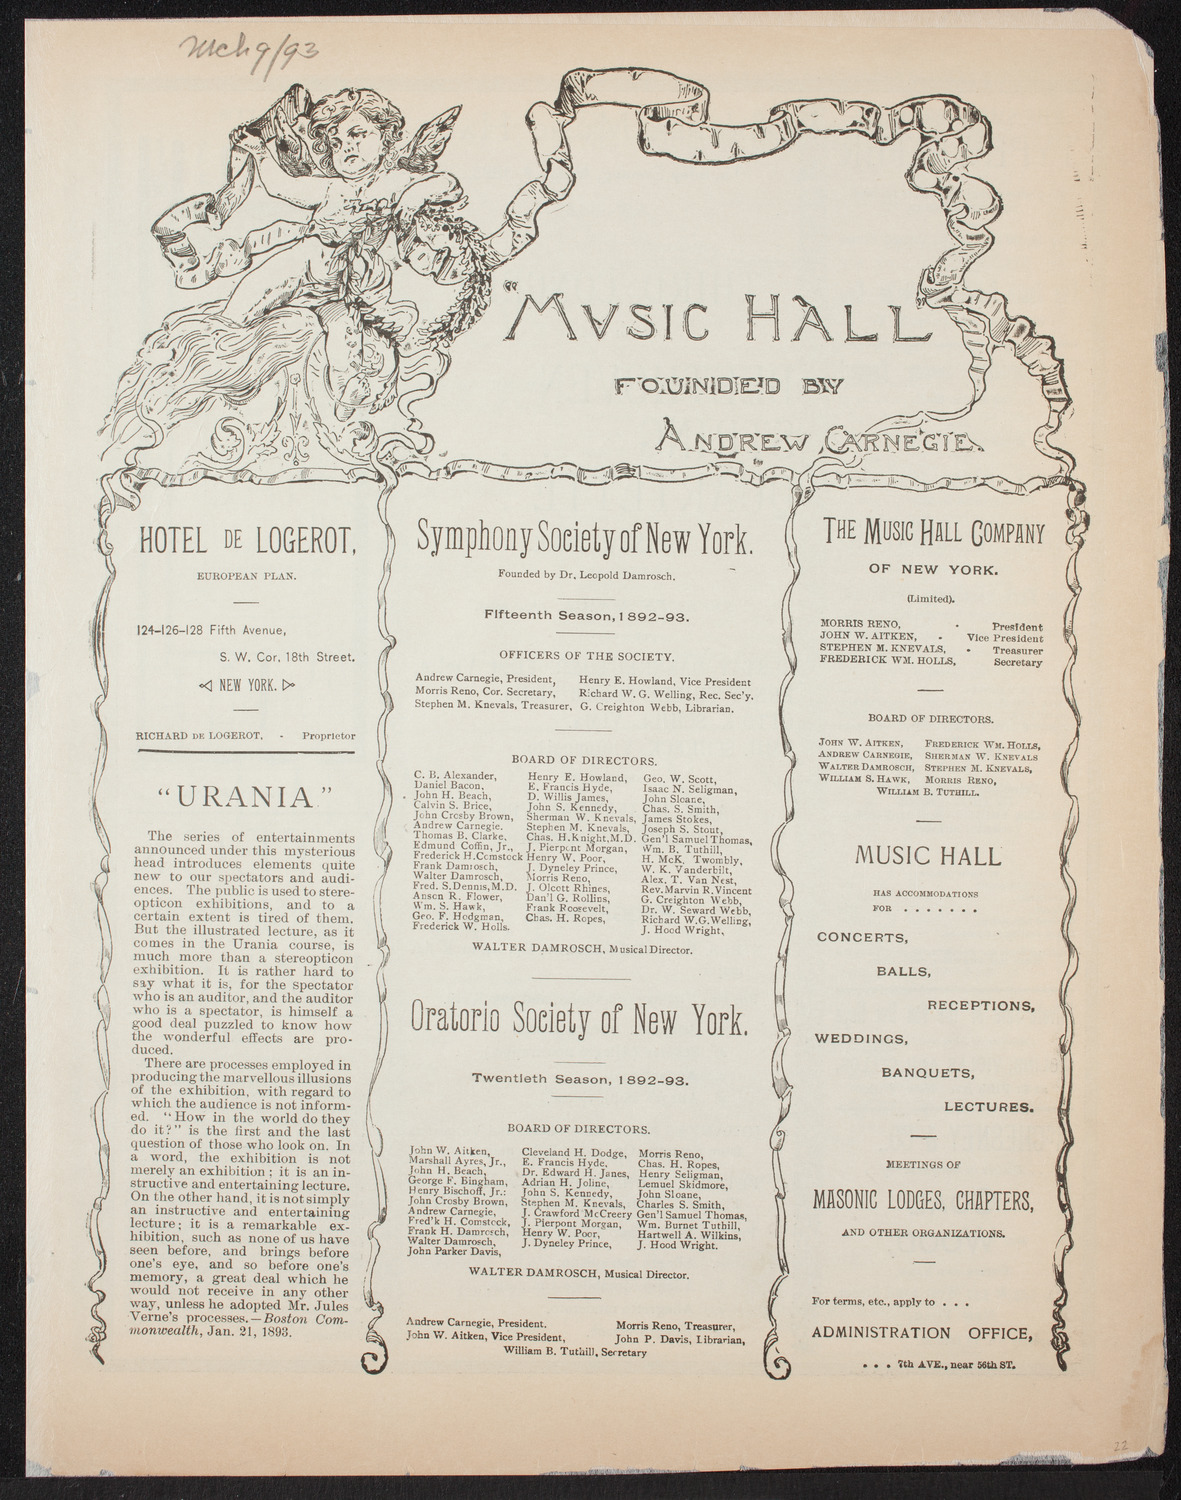 Mch 9/93
"MVSIC HALL
FOUNDED BY
ANDREW CARNEGIE.
HOTEL DE LOGEROT,
EUROPEAN PLAN.
124-126-128 Fifth Avenue,
S. W. Cor. 18th Street.
NEW YORK.
RICHARD DE LOGEROT, - Proprietor
"URANIA"
The series of entertainments
announced under this mysterious
head introduces elements quite
new to our spectators and audi-
ences. The public is used to stere-
opticon exhibitions, and to a
certain extent is tired of them.
But the illustrated lecture, as it
comes in the Urania course, is
much more than a stereopticon
exhibition. It is rather hard to
say what it is, for the spectator
who is an auditor, and the auditor
who is a spectator, is himself a
good deal puzzled to know how
the wonderful effects are pro-
duced.
There are processes employed in
producing the marvellous illusions
of the exhibition, with regard to
which the audience is not inform-
ed. "How in the world do they
do it?" is the first and the last
question of those who look on. In
a word, the exhibition is not
merely an exhibition; it is an in-
structive and entertaining lecture.
On the other hand, it is not simply
an instructive and entertaining
lecture; it is a remarkable ex-
hibition, such as none of us have
seen before, and brings before
one's eye, and so before one's
memory, a great deal which he
would not receive in any other
way, unless he adopted Mr. Jules
Verne's processes.—Boston Com-
monwealth, Jan. 21, 1893.
Symphony Society of New York.
Founded by Dr. Leopold Damrosch.
Fifteenth Season, 1892-93.
OFFICERS OF THE SOCIETY.
Andrew Carnegie, President, Henry E. Howland, Vice President
Morris Reno, Cor. Secretary, Richard W. G. Welling, Rec. Sec'y.
Stephen M. Knevals, Treasurer, G. Creighton Webb, Librarian.
BOARD OF DIRECTORS.
C. B. Alexander, Henry E. Howland, Geo. W. Scott,
Daniel Bacon, E. Francis Hyde, Isaac N. Seligman,
John H. Beach, D. Willis James, John Sloane,
Calvin S. Brice, John S. Kennedy, Chas. S. Smith,
John Crosby Brown, Sherman W. Knevals, James Stokes,
Andrew Carnegie. Stephen M. Knevals, Joseph S. Stout,
Thomas B. Clarke, Chas. H. Knight, M.D. Gen'l Samuel Thomas,
Edmund Coffin, Jr., J. Pierpont Morgan, Wm. B. Tuthill,
Frederick H. Comstock Henry W. Poor, H. McK. Twombly,
Frank Damrosch, J. Dyneley Prince, W. K. Vanderbilt,
Walter Damrosch, Morris Reno, Alex. T. Van Nest,
Fred. S. Dennis, M.D. J. Olcott Rhines, Rev. Marvin R. Vincent
Anson R. Flower, Dan'l G. Rollins, G. Creighton Webb,
Wm. S. Hawk, Frank Roosevelt, Dr. W. Seward Webb,
Geo. F. Hodgman, Chas. H. Ropes, Richard W. G. Welling,
Frederick W. Holls. J. Hood Wright,
WALTER DAMROSCH, Musical Director.
Oratorio Society of New York.
Twentieth Season, 1892-93.
BOARD OF DIRECTORS.
John W. Aitken, Cleveland H. Dodge, Morris Reno,
Marshall Ayres, Jr., E. Francis Hyde, Chas. H. Ropes,
John H. Beach, Dr. Edward H. Janes, Henry Seligman,
George F. Bingham, Adrian H. Joline, Lemuel Skidmore,
Henry Bischoff, Jr.: John S. Kennedy, John Sloane,
John Crosby Brown, Stephen M. Knevals, Charles S. Smith,
Andrew Carnegie, J. Crawford McCreery Gen'l Samuel Thomas,
Fred'k H. Comstock, J. Pierpont Morgan, Wm. Burnet Tuthill,
Frank H. Damrosch, Henry W. Poor, Hartwell A. Wilkins,
Walter Damrosch, J. Dyneley Prince, J. Hood Wright.
John Parker Davis,
WALTER DAMROSCH, Musical Director.
Andrew Carnegie, President. Morris Reno, Treasurer,
John W. Aitken, Vice President, John P. Davis, Librarian,
William B. Tuthill, Secretary
THE MUSIC HALL COMPANY
OF NEW YORK.
(Limited).
MORRIS RENO, - President
JOHN W. AITKEN, - Vice President
STEPHEN M. KNEVALS, - Treasurer
FREDERICK WM. HOLLS, Secretary
BOARD OF DIRECTORS.
JOHN W. AITKEN, FREDERICK WM. HOLLS,
ANDREW CARNEGIE, SHERMAN W. KNEVALS
WALTER DAMROSCH, STEPHEN M. KNEVALS,
WILLIAM S. HAWK, MORRIS RENO,
WILLIAM B. TUTHILL.
MUSIC HALL
HAS ACCOMMODATIONS
FOR . . . . . . .
CONCERTS,
BALLS,
RECEPTIONS,
WEDDINGS,
BANQUETS,
LECTURES.
MEETINGS OF
MASONIC LODGES, CHAPTERS,
AND OTHER ORGANIZATIONS.
For terms, etc., apply to . . .
ADMINISTRATION OFFICE,
. . . 7th AVE., near 56th ST.
22